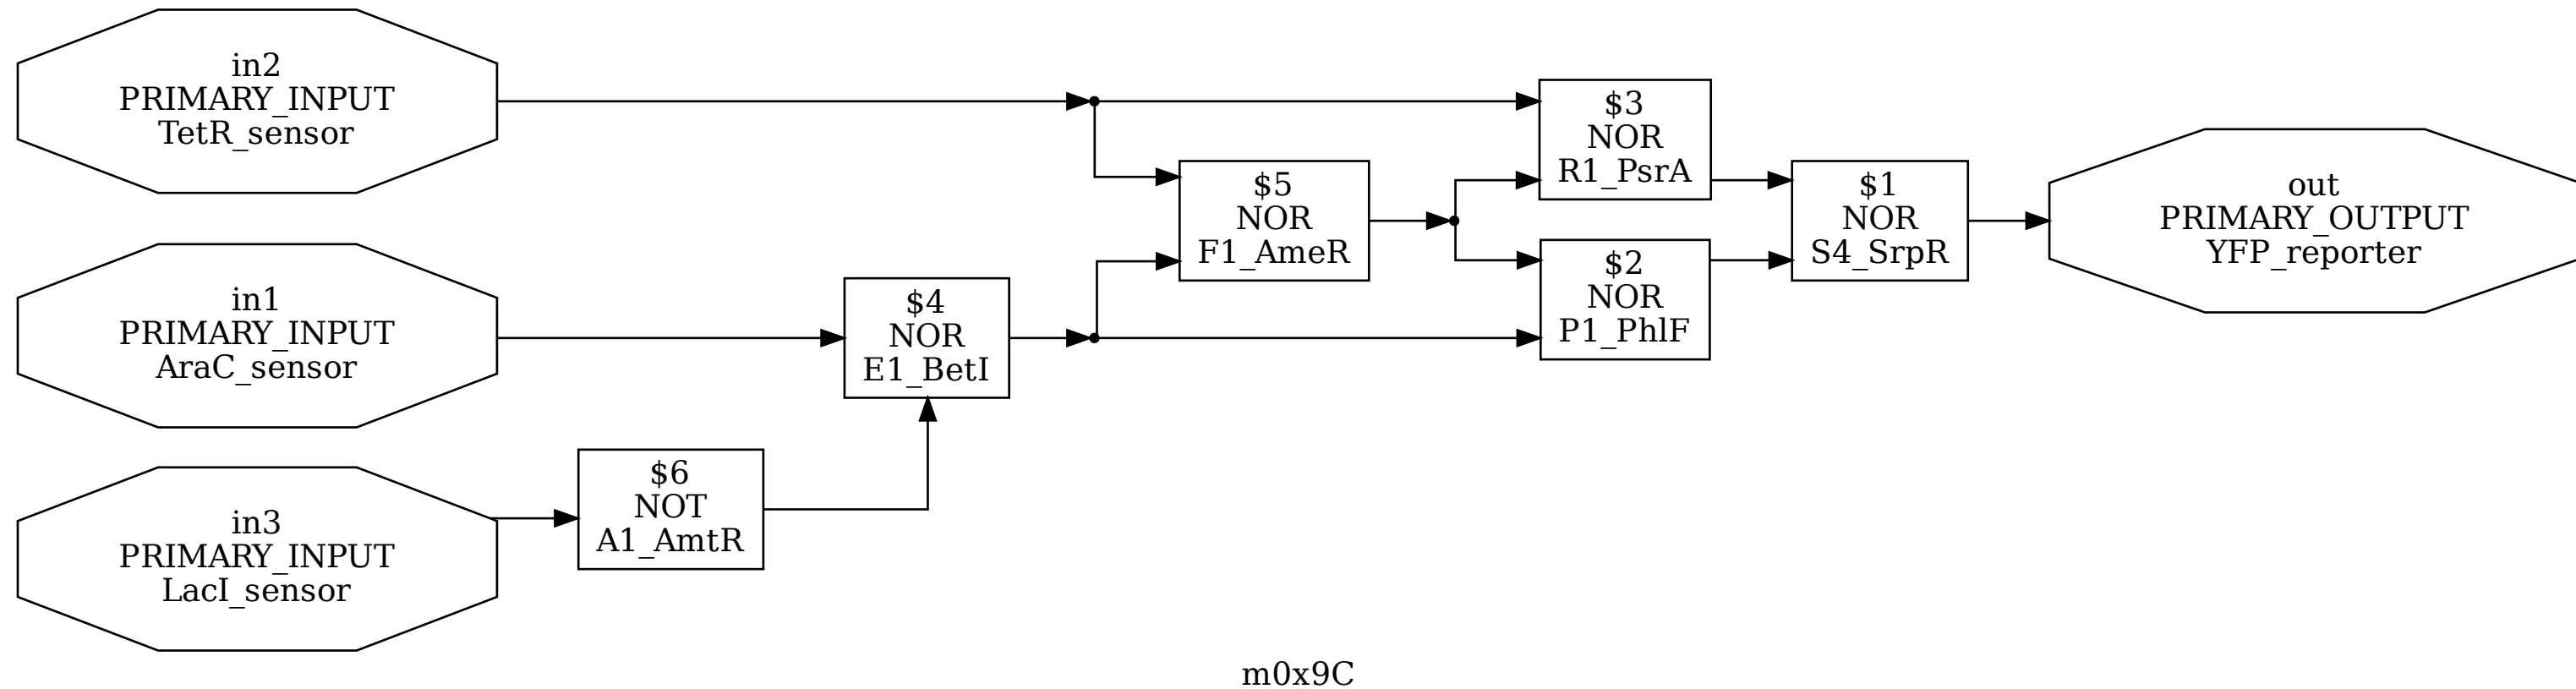 in2
PRIMARY_INPUT
TetR_sensor
$3
NOR
R1_PsrA
$5
NOR
F1_AmeR
$1
NOR
S4_SrpR
out
PRIMARY_OUTPUT
YFP_reporter
in1
PRIMARY_INPUT
AraC_sensor
$4
NOR
E1_BetI
$2
NOR
P1_PhlF
in3
PRIMARY_INPUT
LacI_sensor
$6
NOT
A1_AmtR
m0x9C